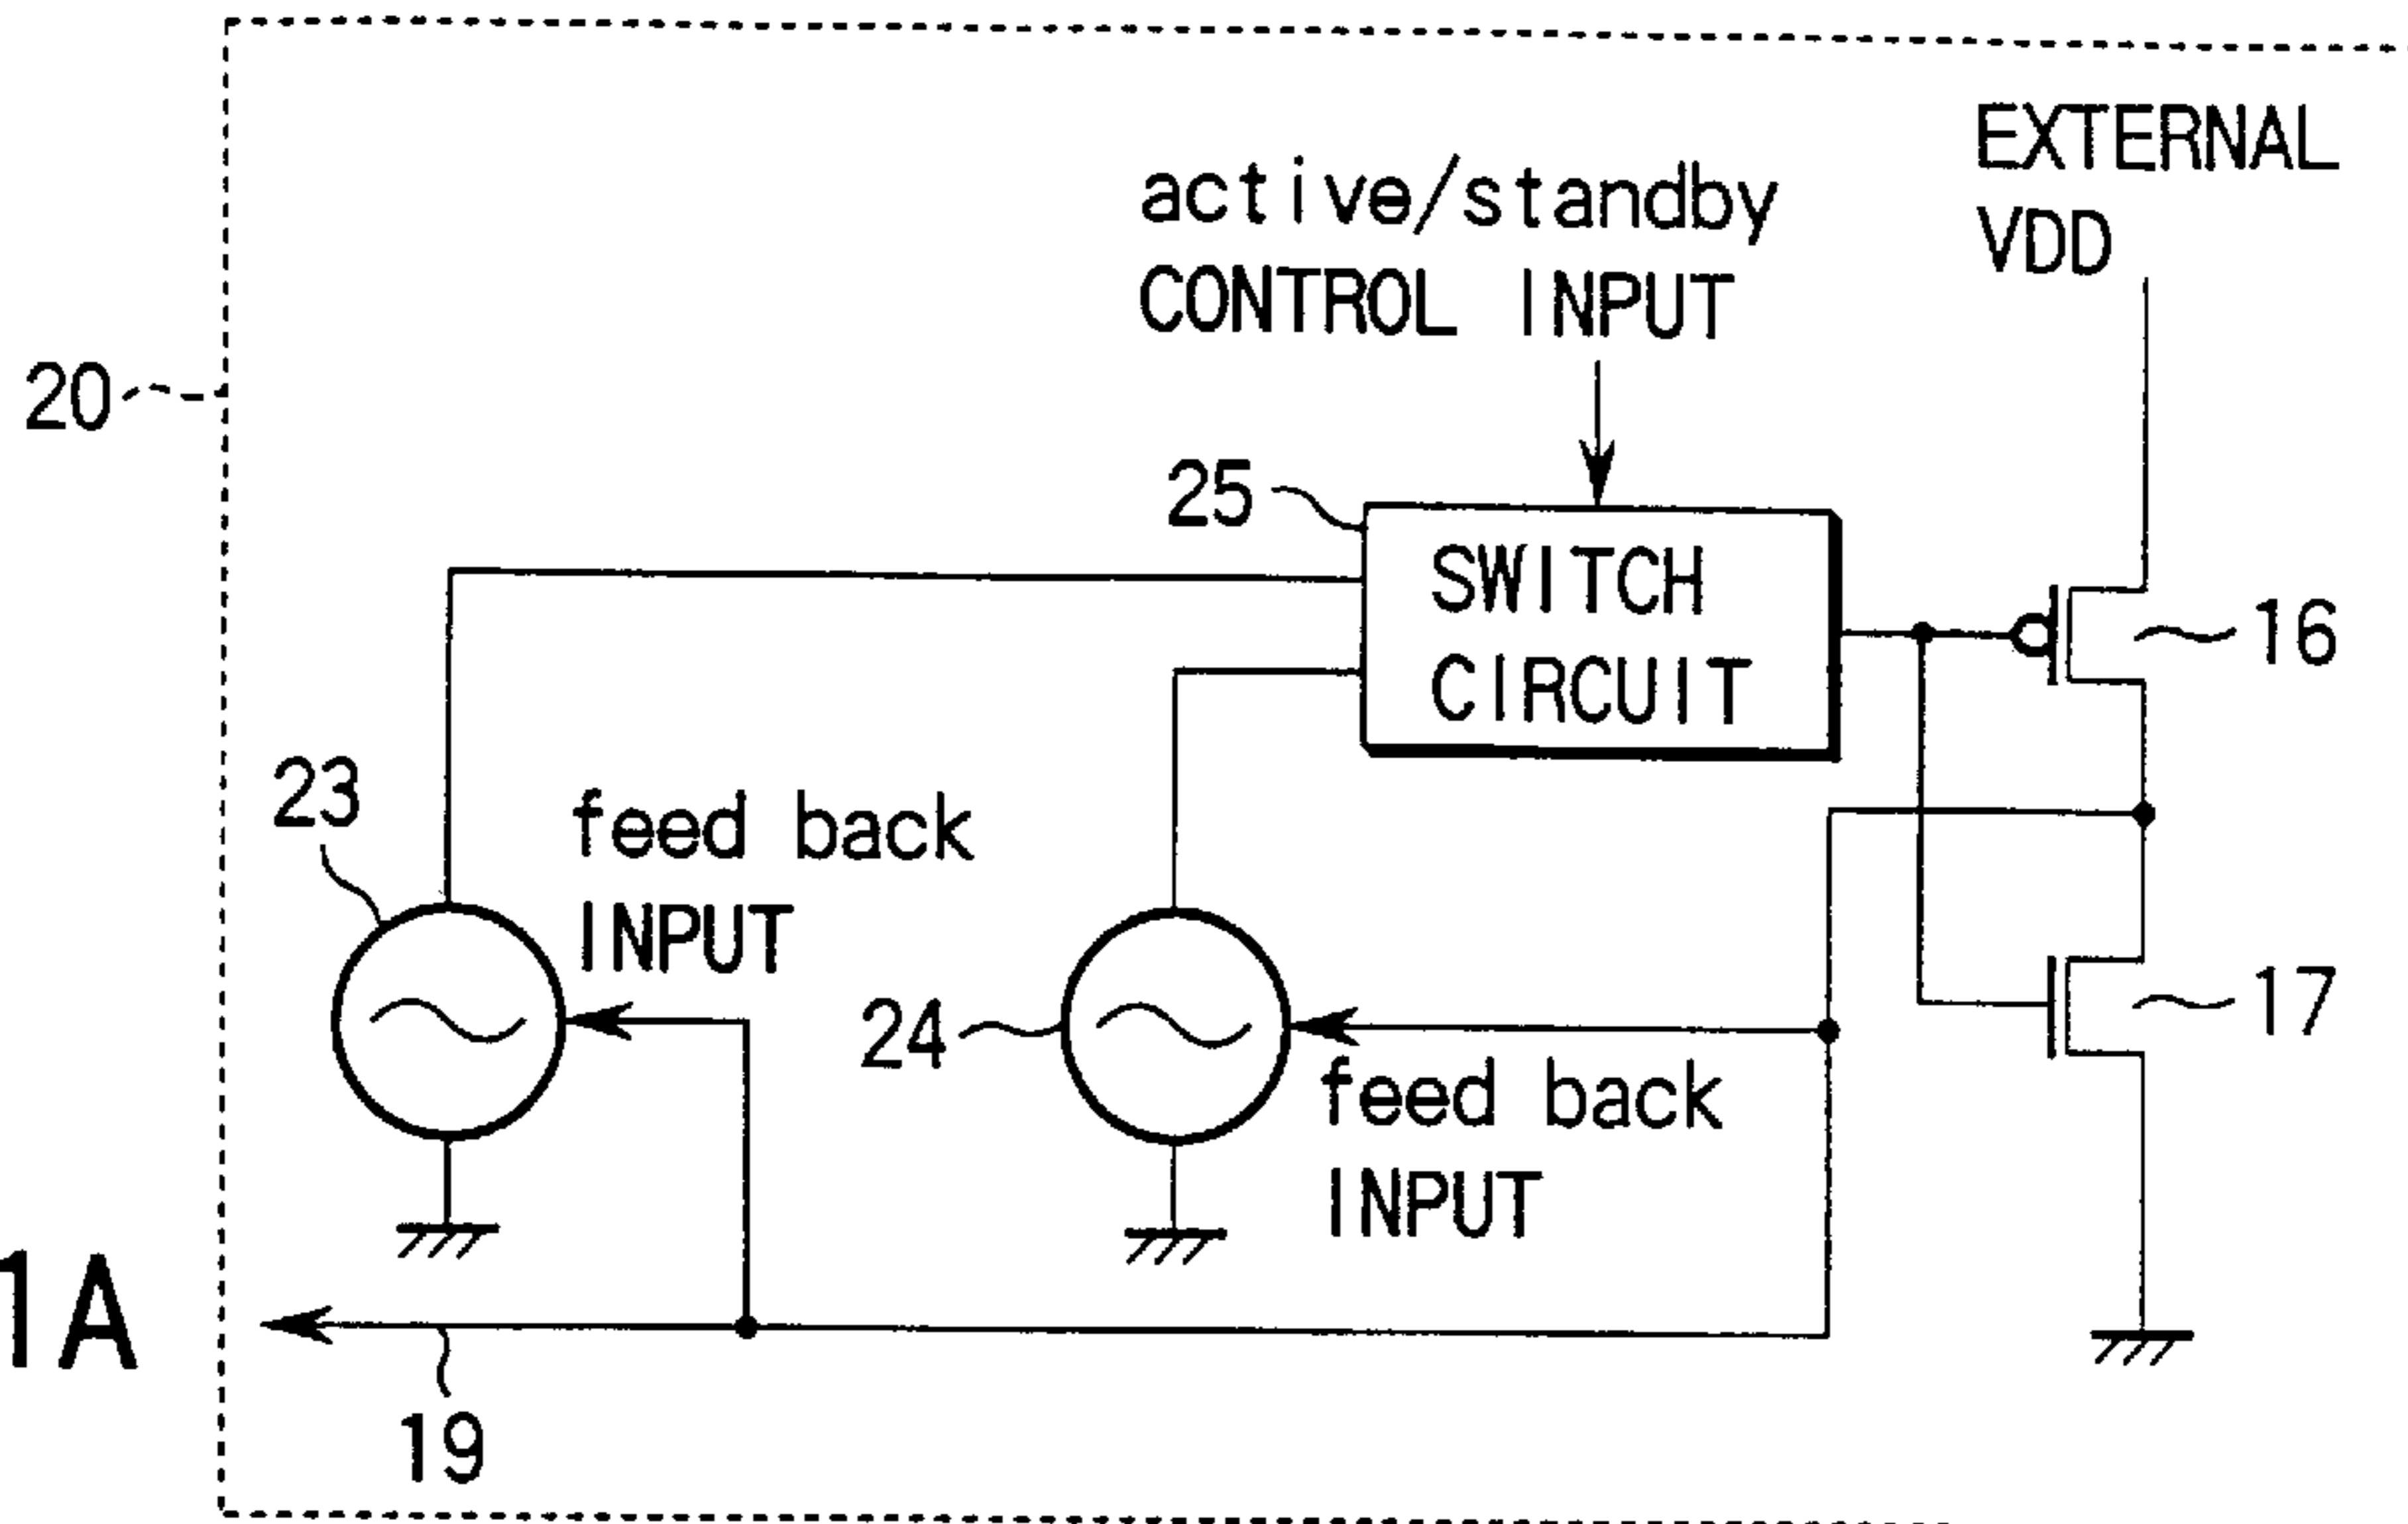 EXTERNAL
VDD
active/standby
CONTROL INPUT
20
25
SWITCH
CIRCUIT
16
23
feed back
INPUT
24
17
feed back
INPUT
1A
19